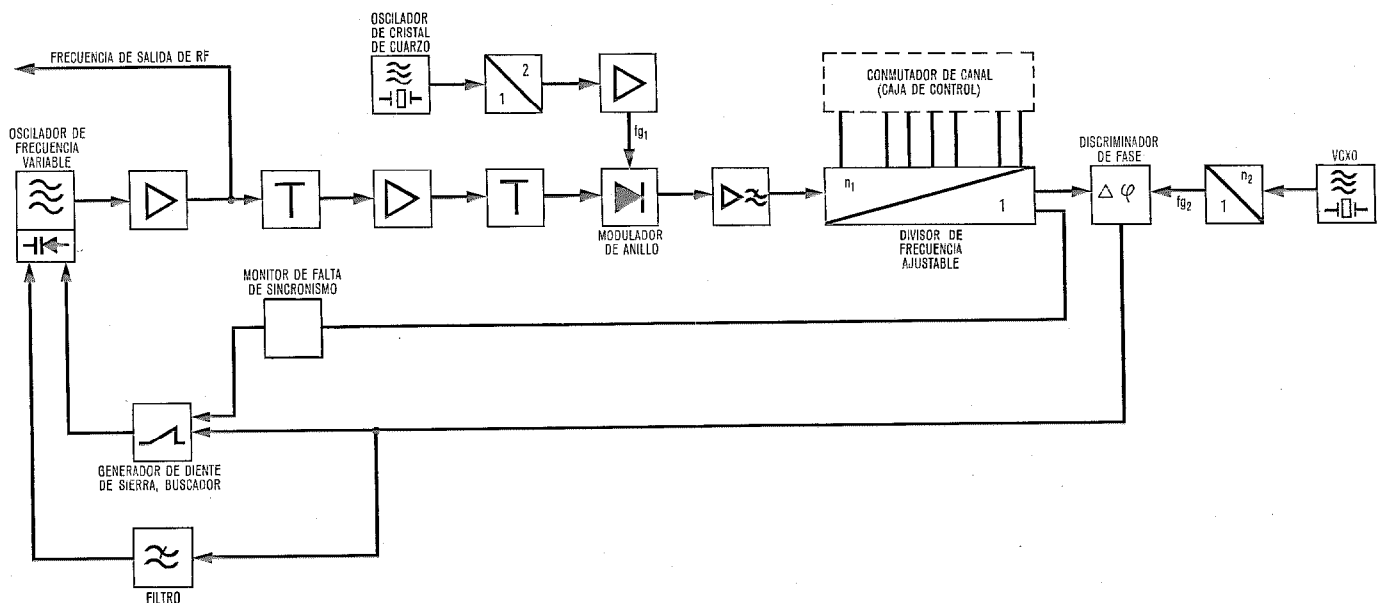 FRECUENCIA DE SALIDA DE RF
OSCILADOR
DE CRISTAL
DE CUARZO
2
1
fg1
CONMUTADOR DE CANAL
(CAJA DE CONTROL)
OSCILADOR DE
FRECUENCIA
VARIABLE
T
T
MODULADOR
DE ANILLO
n1
1
DIVISOR DE
FRECUENCIA
AJUSTABLE
DISCRIMINADOR
DE FASE
Δ φ
fg2
n2
1
VCXO
MONITOR DE FALTA
DE SINCRONISMO
GENERADOR DE DIENTE
DE SIERRA, BUSCADOR
FILTRO